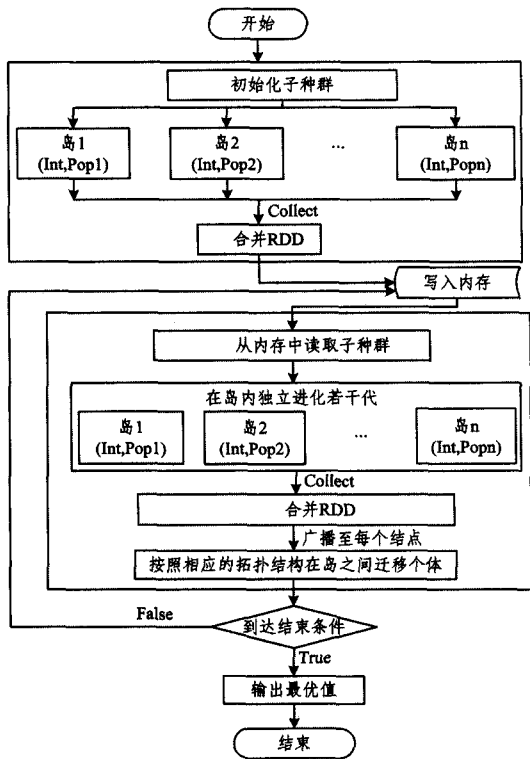 开始
初始化子种群
岛1
(Int,Pop1)
岛2
(Int,Pop2)
...
岛n
(Int,Popn)
Collect
合并RDD
写入内存
从内存中读取子种群
在岛内独立进化若干代
岛1
(Int,Pop1)
岛2
(Int,Pop2)
...
岛n
(Int,Popn)
Collect
合并RDD
广播至每个结点
按照相应的拓扑结构在岛之间迁移个体
False
到达结束条件
True
输出最优值
结束